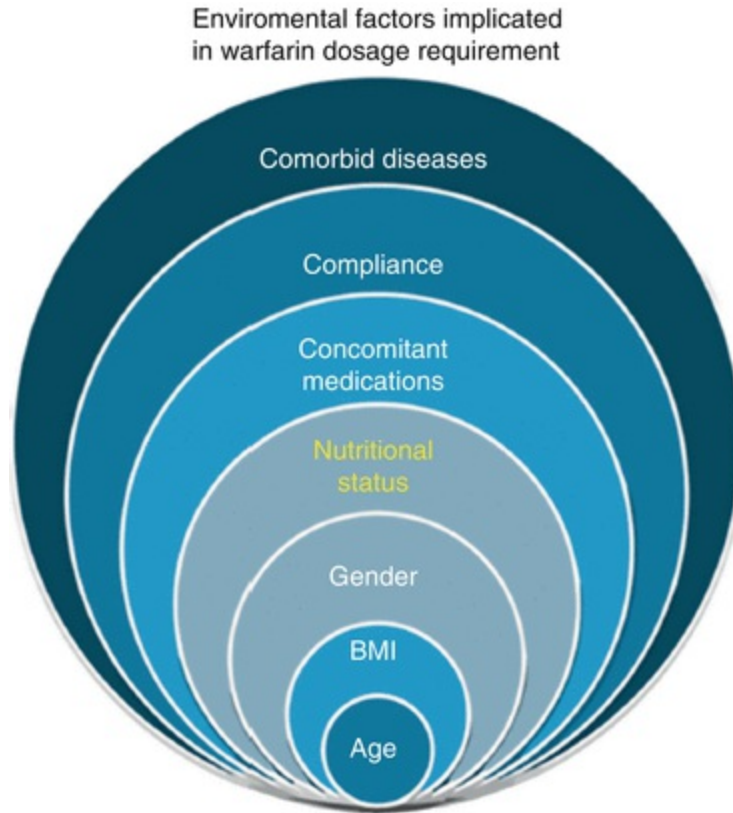 Enviromental factors implicated
in warfarin dosage requirement
Comorbid diseases
Compliance
Concomitant
medications
Nutritional
status
Gender
BMI
Age